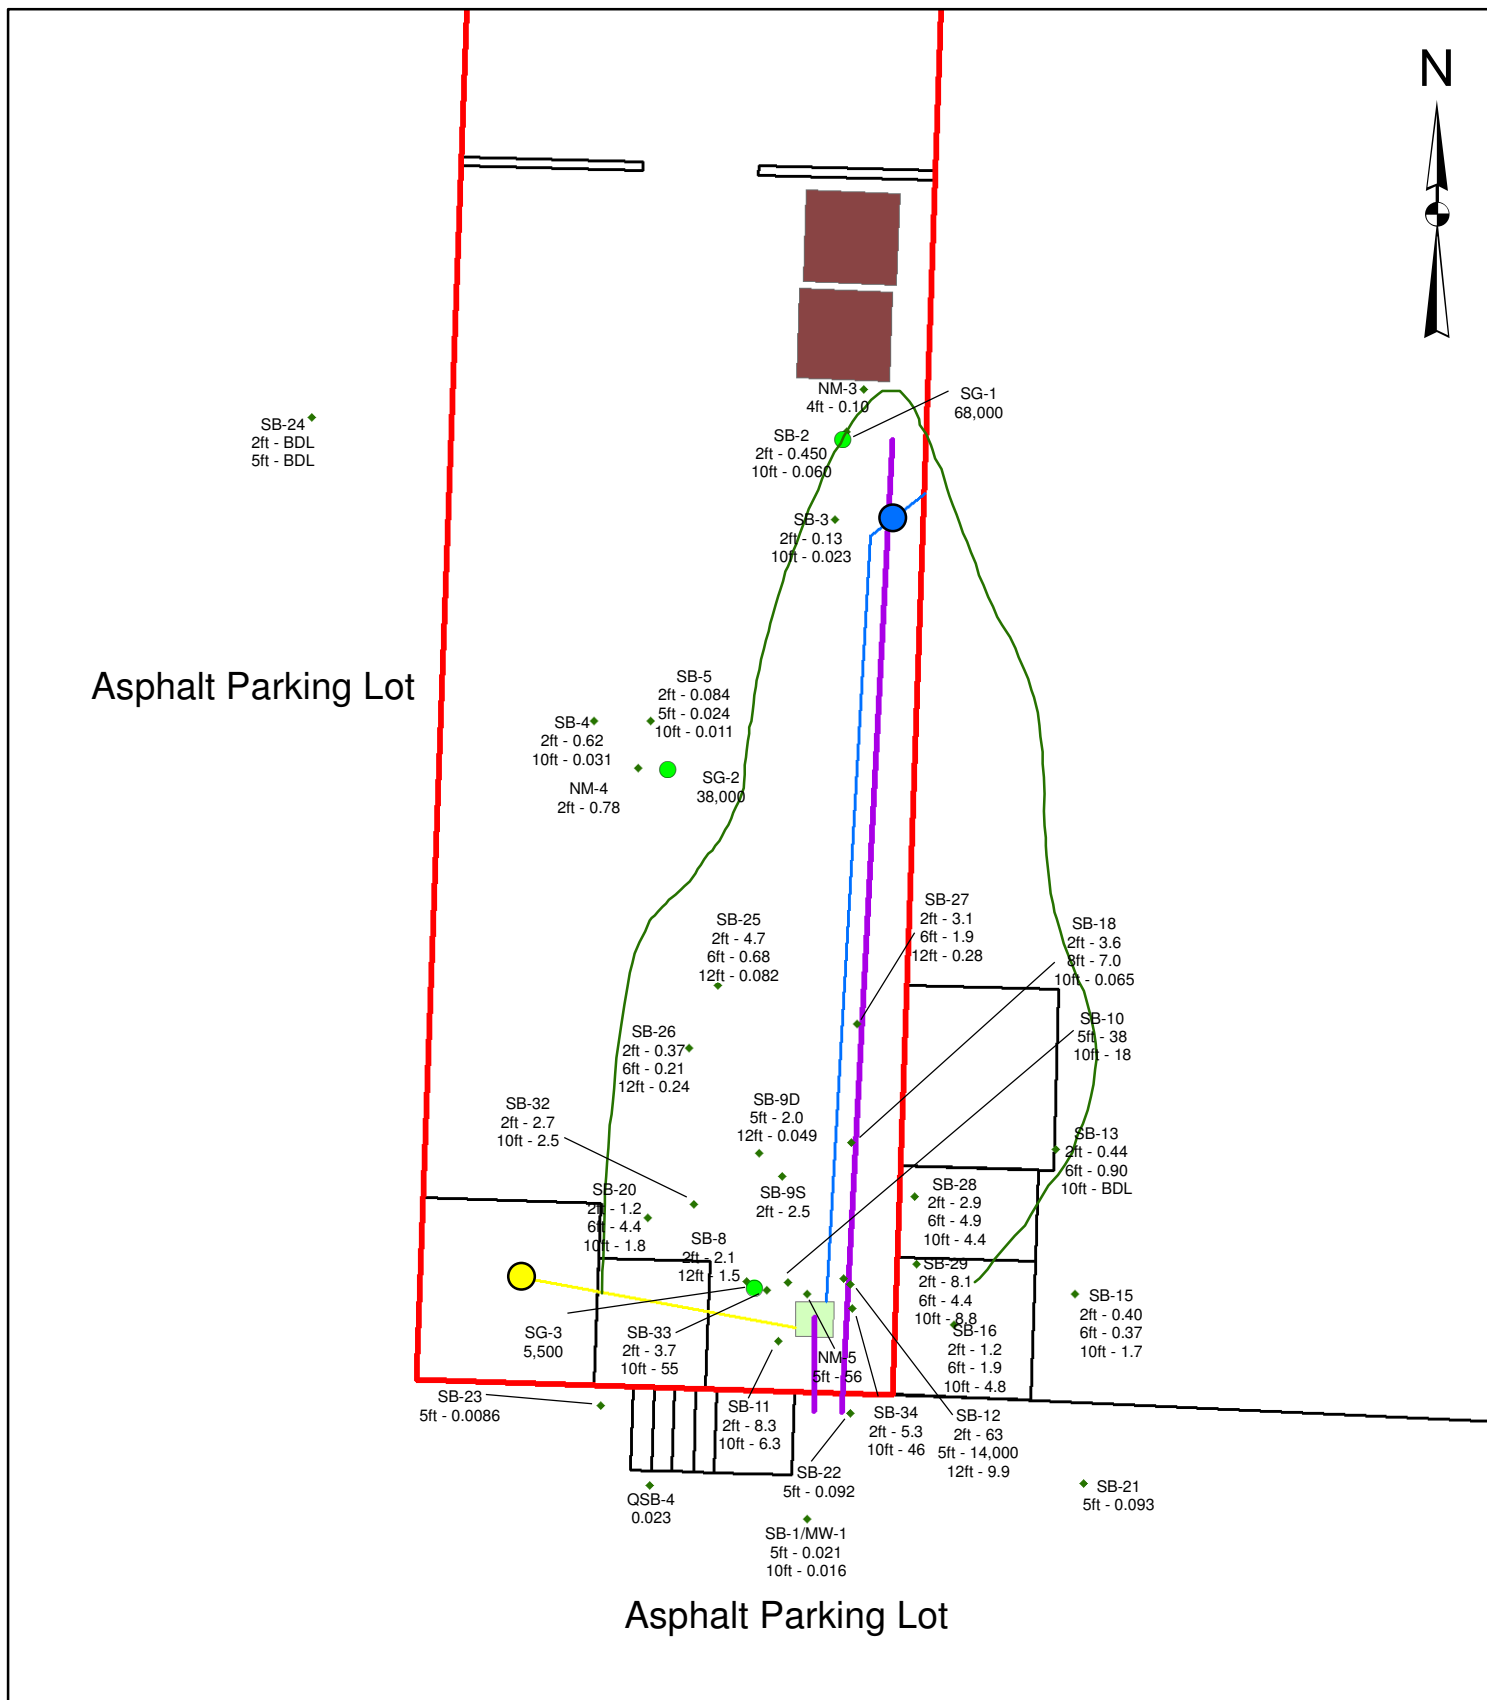 N
NM-3
4ft - 0.10
SG-1
68,000
SB-24
2ft - BDL
5ft - BDL
SB-2
2ft - 0.450
10ft - 0.060
SB-3
2ft - 0.13
10ft - 0.023
Asphalt Parking Lot
SB-5
2ft - 0.084
5ft - 0.024
10ft - 0.011
SB-4
2ft - 0.62
10ft - 0.031
NM-4
2ft - 0.78
SG-2
38,000
SB-27
2ft - 3.1
6ft - 1.9
12ft - 0.28
SB-25
2ft - 4.7
6ft - 0.68
12ft - 0.082
SB-18
2ft - 3.6
8ft - 7.0
10ft - 0.065
SB-10
5ft - 38
10ft - 18
SB-26
2ft - 0.37
6ft - 0.21
12ft - 0.24
SB-32
2ft - 2.7
10ft - 2.5
SB-9D
5ft - 2.0
12ft - 0.049
SB-13
2ft - 0.44
6ft - 0.90
10ft - BDL
SB-20
2ft - 1.2
6ft - 4.4
10ft - 1.8
SB-9S
2ft - 2.5
SB-28
2ft - 2.9
6ft - 4.9
10ft - 4.4
SB-8
2ft - 2.1
12ft - 1.5
SB-29
2ft - 8.1
6ft - 4.4
10ft - 8.8
SB-15
2ft - 0.40
6ft - 0.37
10ft - 1.7
SG-3
5,500
SB-33
2ft - 3.7
10ft - 55
NM-5
5ft - 56
SB-16
2ft - 1.2
6ft - 1.9
10ft - 4.8
SB-23
5ft - 0.0086
SB-11
2ft - 8.3
10ft - 6.3
SB-34
2ft - 5.3
10ft - 46
SB-12
2ft - 63
5ft - 14,000
12ft - 9.9
SB-22
5ft - 0.092
SB-21
5ft - 0.093
QSB-4
0.023
SB-1/MW-1
5ft - 0.021
10ft - 0.016
Asphalt Parking Lot